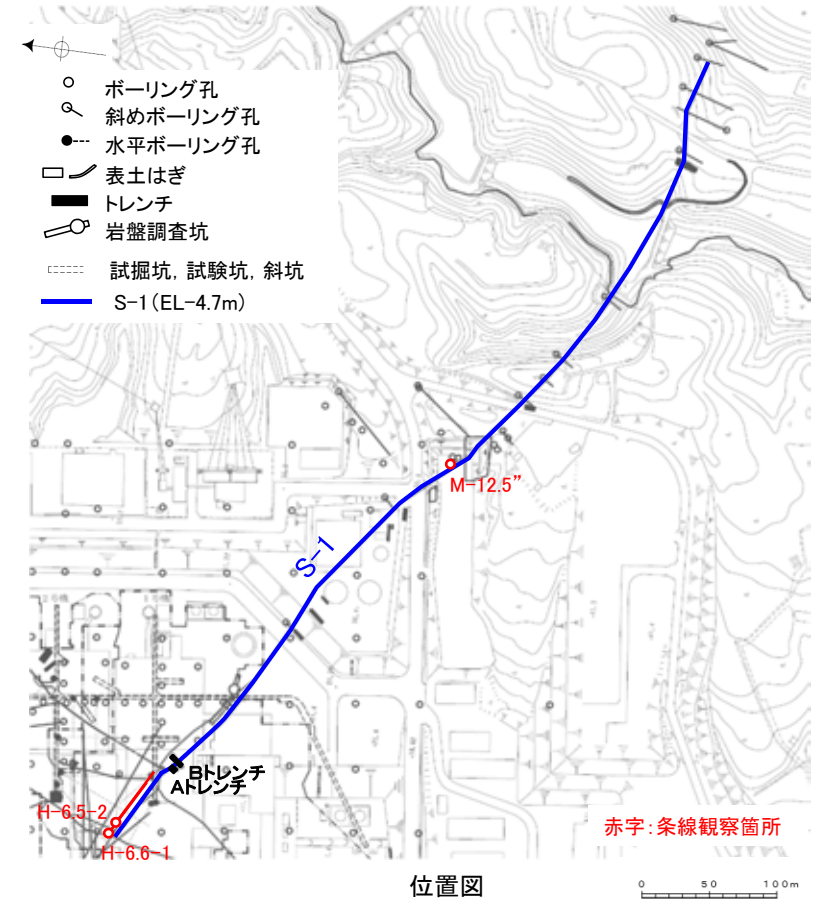 ボーリング孔
斜めボーリング孔
水平ボーリング孔
表土はぎ
トレンチ
岩盤調査坑
試掘坑，試験坑，斜坑
S-1（EL-4.7m）
M-12.5”
S-1
Bトレンチ
Aトレンチ
H-6.5-2
H-6.6-1
赤字：条線観察箇所
位置図
0 50 100m